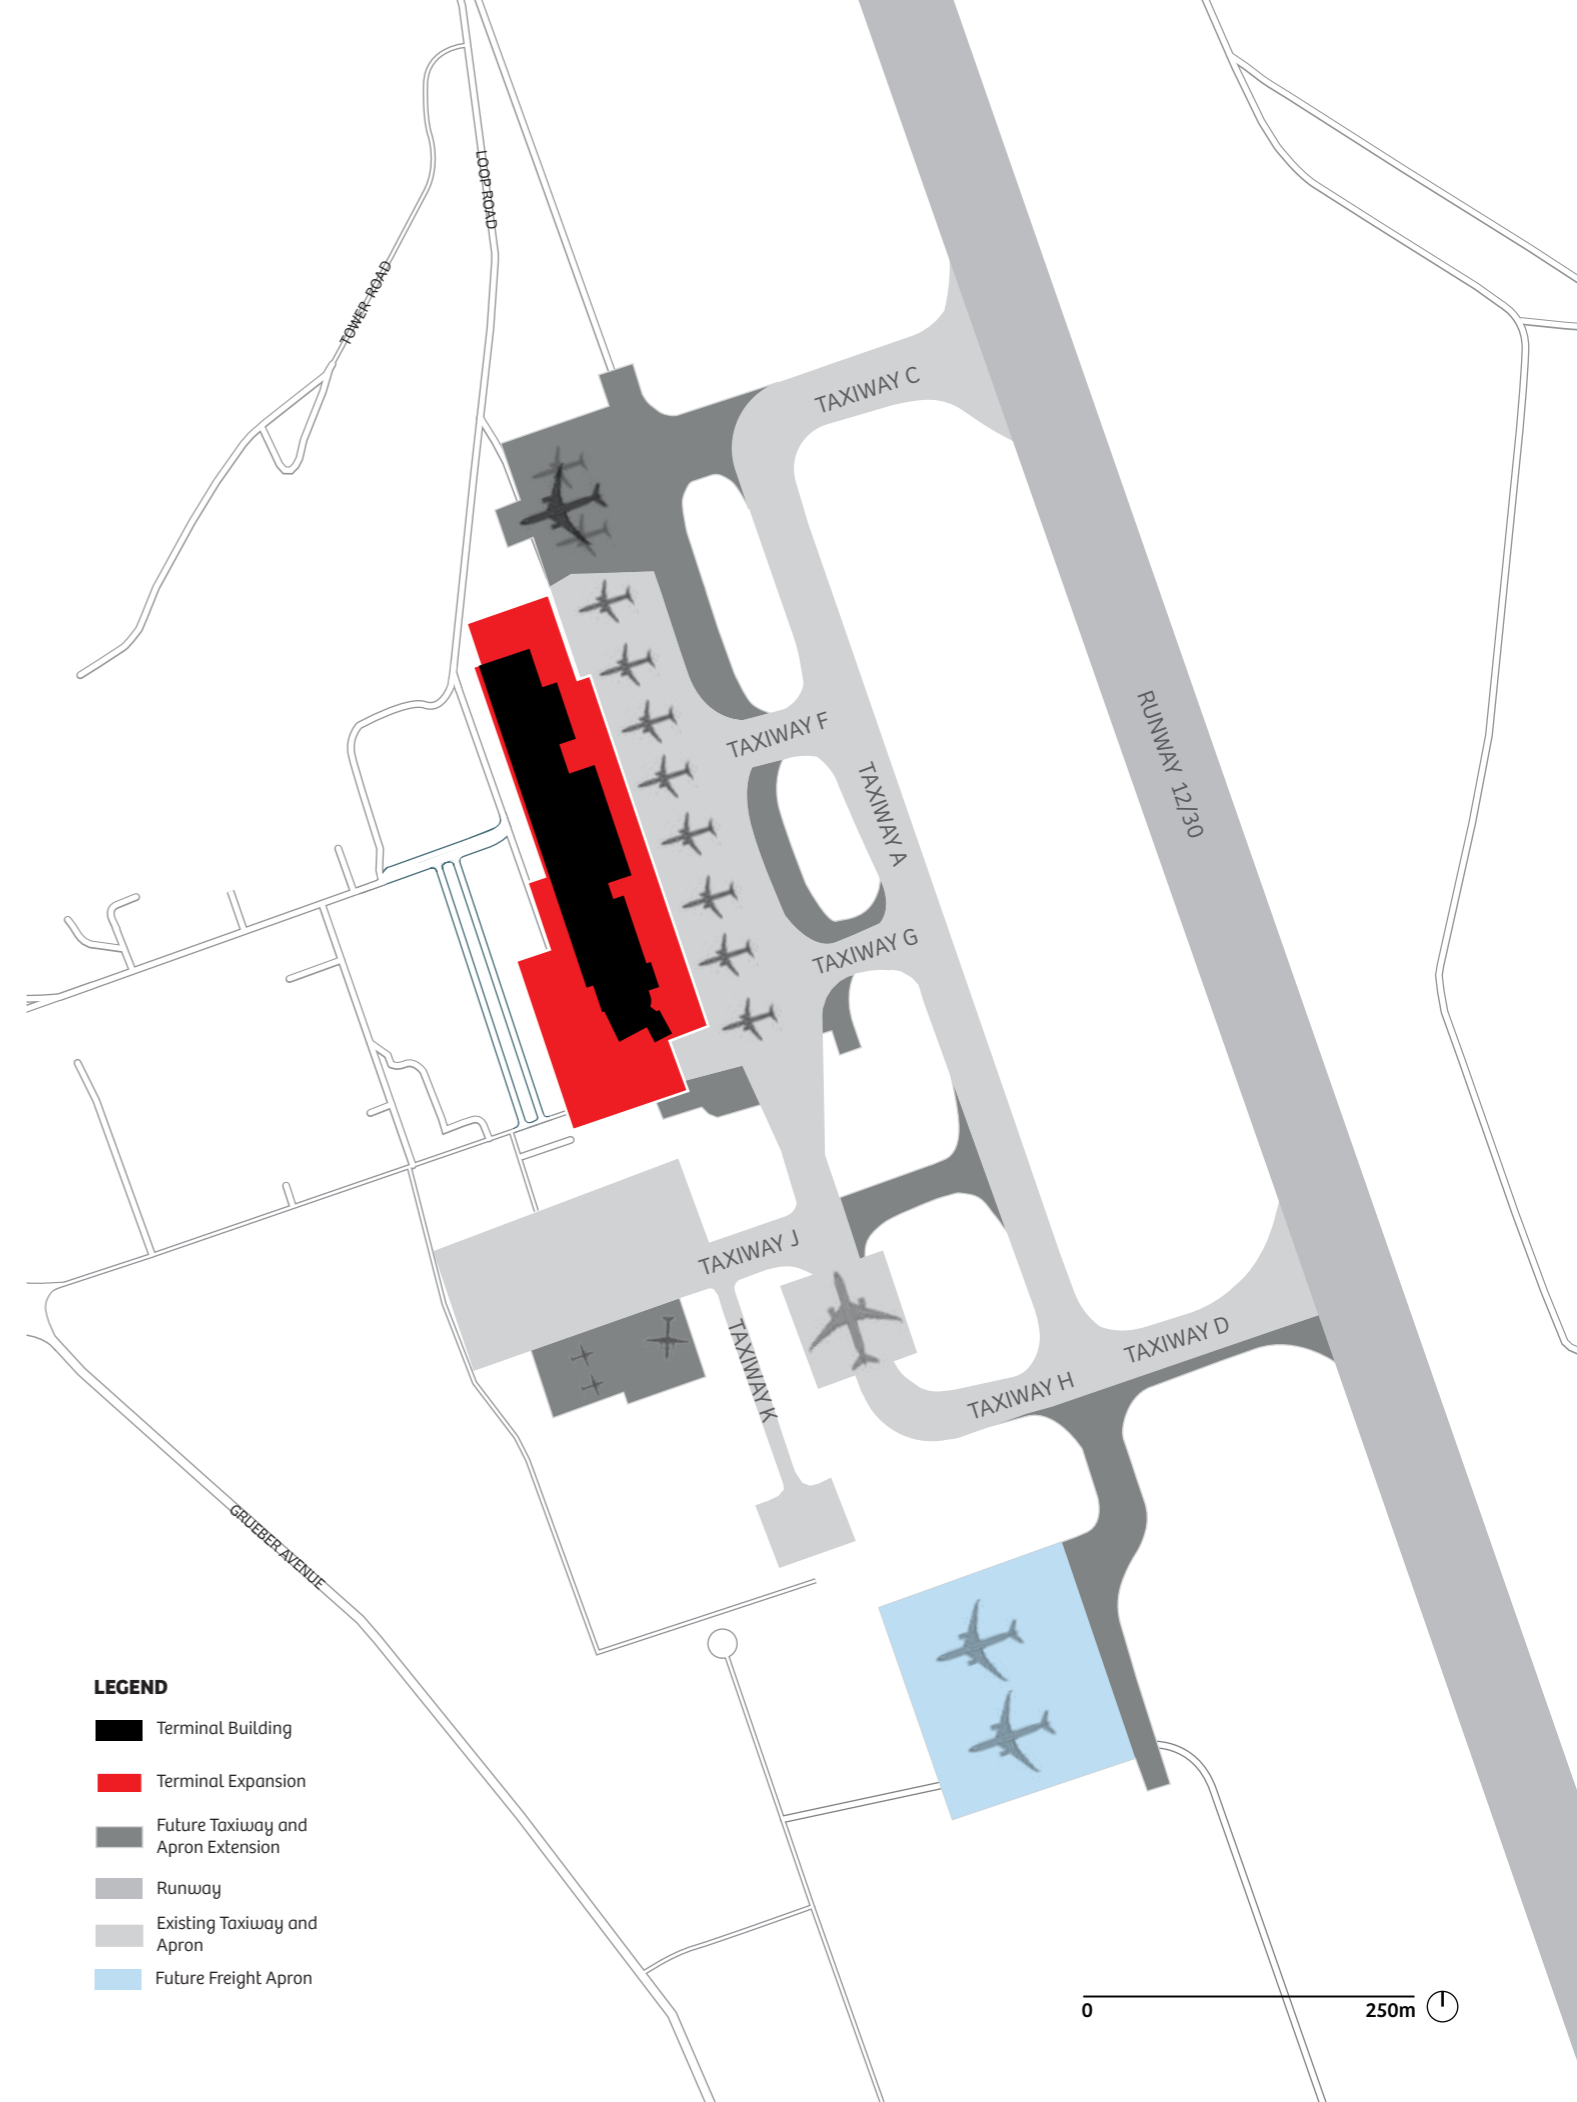 LOOP ROAD
TOWER ROAD
TAXIWAY C
RUNWAY 12/30
TAXIWAY F
TAXIWAY A
TAXIWAY G
TAXIWAY J
TAXIWAY K
TAXIWAY D
TAXIWAY H
GRUEBER AVENUE
LEGEND
Terminal Building
Terminal Expansion
Future Taxiway and
Apron Extension
Runway
Existing Taxiway and
Apron
Future Freight Apron
0 250m